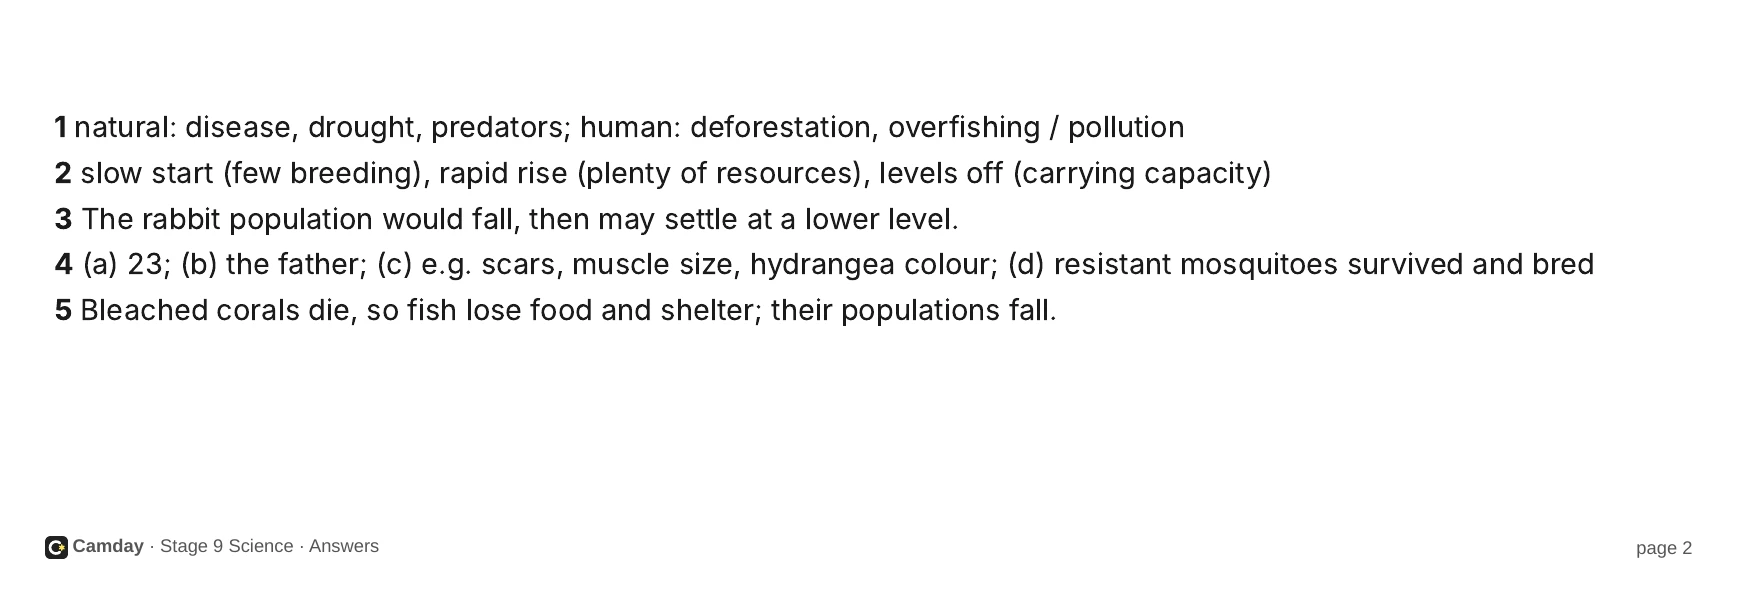 1 natural: disease, drought, predators; human: deforestation, overfishing / pollution
2 slow start (few breeding), rapid rise (plenty of resources), levels off (carrying capacity)
3 The rabbit population would fall, then may settle at a lower level.
4 (a) 23; (b) the father; (c) e.g. scars, muscle size, hydrangea colour; (d) resistant mosquitoes survived and bred
5 Bleached corals die, so fish lose food and shelter; their populations fall.
Camday · Stage 9 Science · Answers page 2